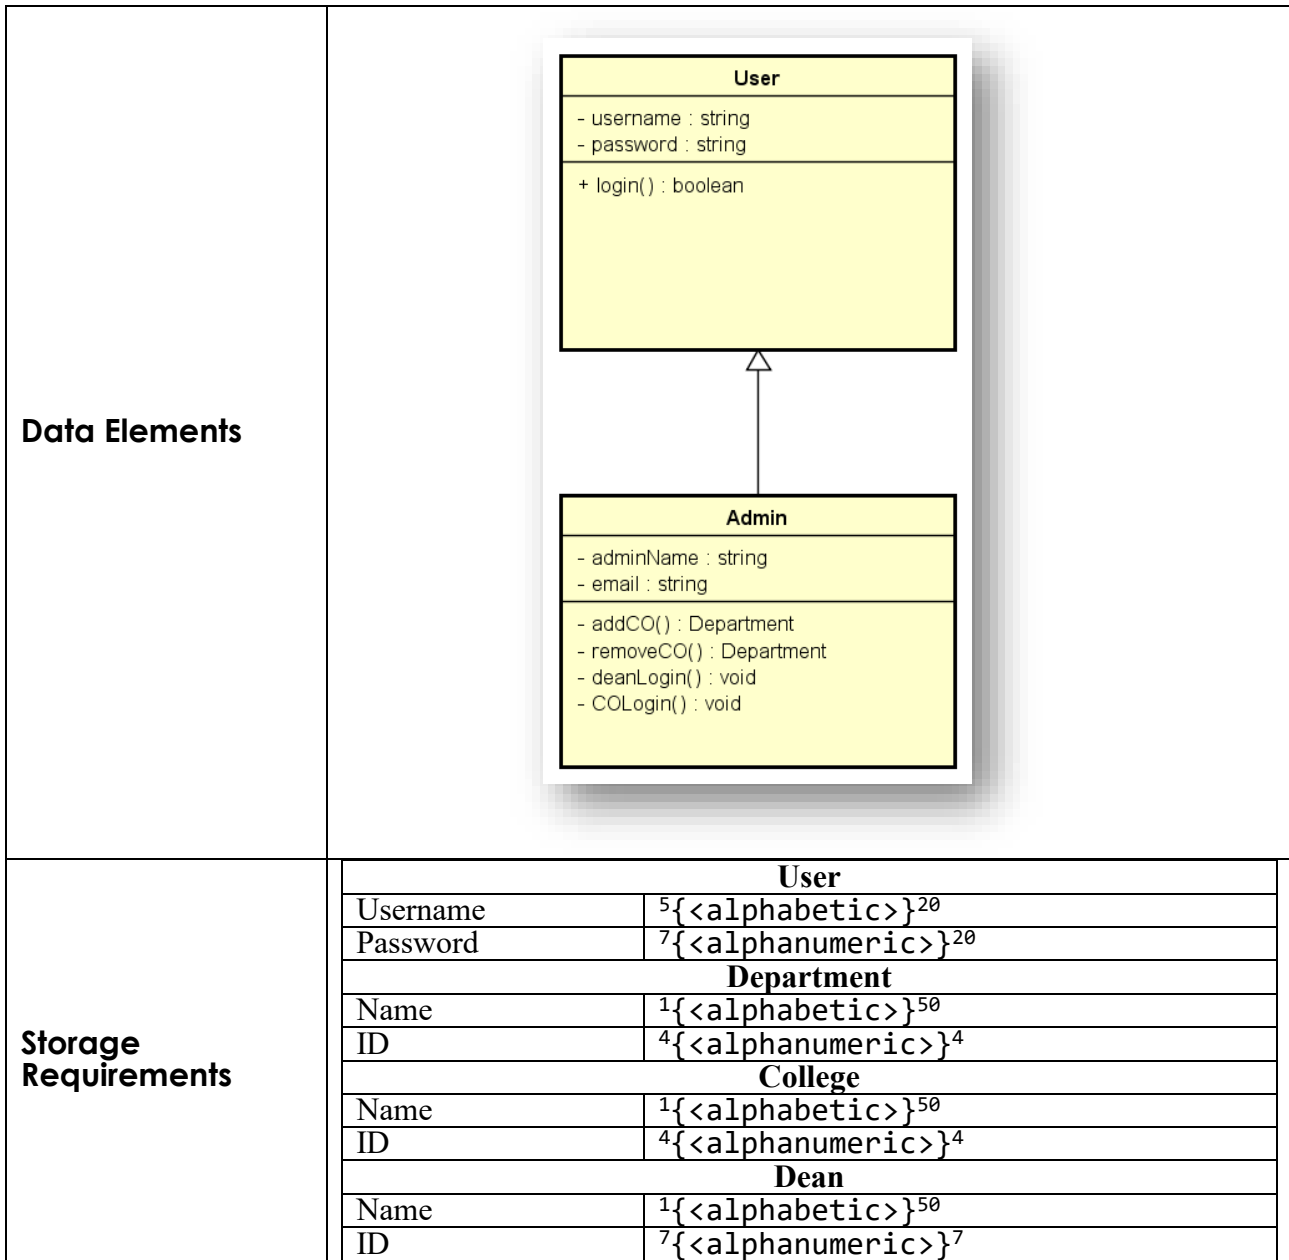 Data Elements
User
- username : string
- password : string
+ login() : boolean
Admin
- adminName : string
- email : string
- addCO() : Department
- removeCO() : Department
- deanLogin() : void
- COLogin() : void
Storage
Requirements
User
Username ⁵{<alphabetic>}²⁰
Password ⁷{<alphanumeric>}²⁰
Department
Name ¹{<alphabetic>}⁵⁰
ID ⁴{<alphanumeric>}⁴
College
Name ¹{<alphabetic>}⁵⁰
ID ⁴{<alphanumeric>}⁴
Dean
Name ¹{<alphabetic>}⁵⁰
ID ⁷{<alphanumeric>}⁷